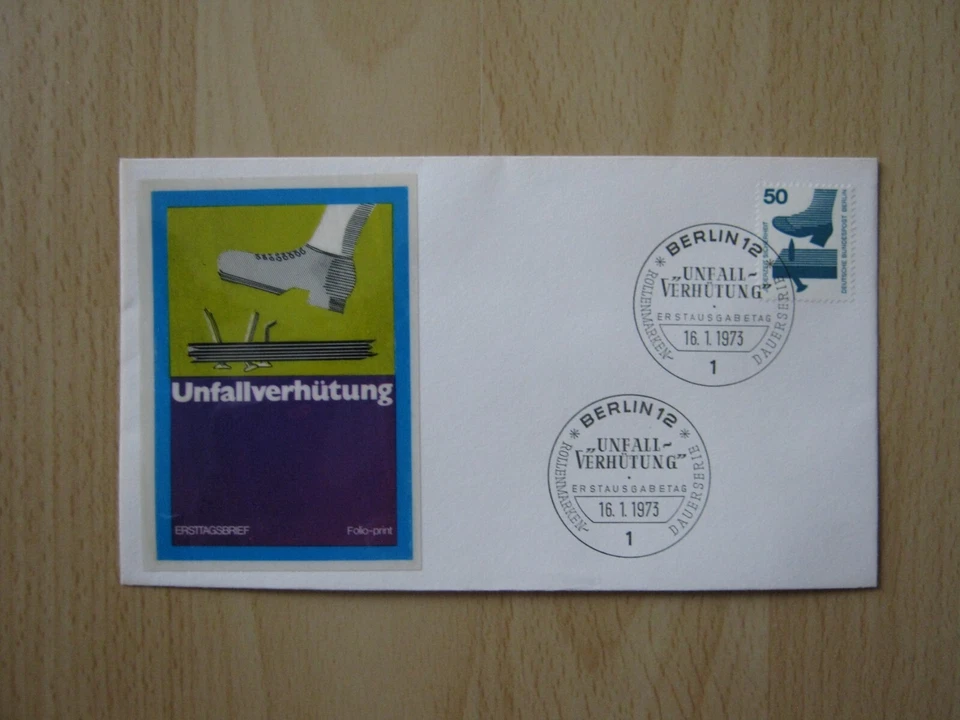 Unfallverhütung
ERSTTAGSBRIEF
Folio-print
50
DEUTSCHE BUNDESPOST BERLIN
BERLIN 12
„UNFALL-
VERHÜTUNG"
ERSTAUSGABETAG
16.1.1973
1
ROLLENMARKEN-
DAUERSERIE
BERLIN 12
„UNFALL-
VERHÜTUNG"
ERSTAUSGABETAG
16.1.1973
1
ROLLENMARKEN-
DAUERSERIE